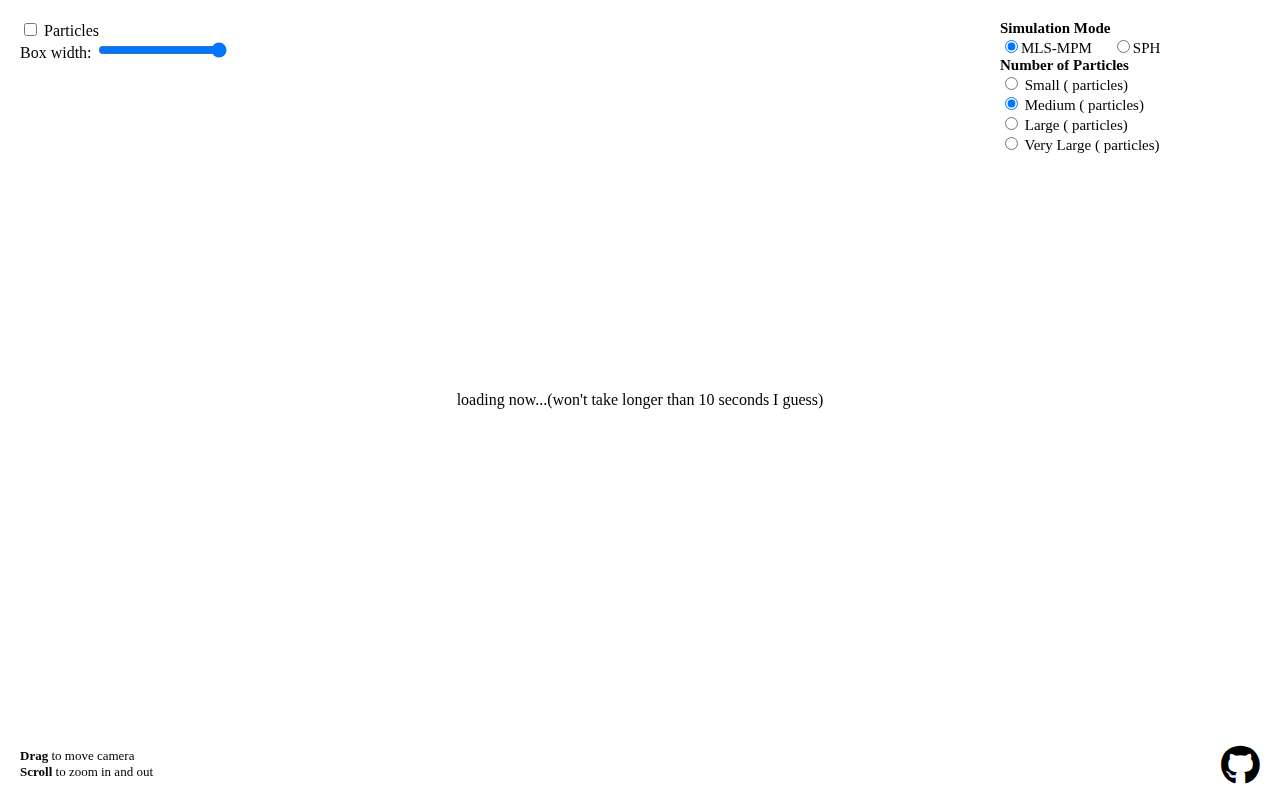 Particles
Box width:
Simulation Mode
MLS-MPM SPH
Number of Particles
Small ( particles)
Medium ( particles)
Large ( particles)
Very Large ( particles)
loading now...(won't take longer than 10 seconds I guess)
Drag to move camera
Scroll to zoom in and out